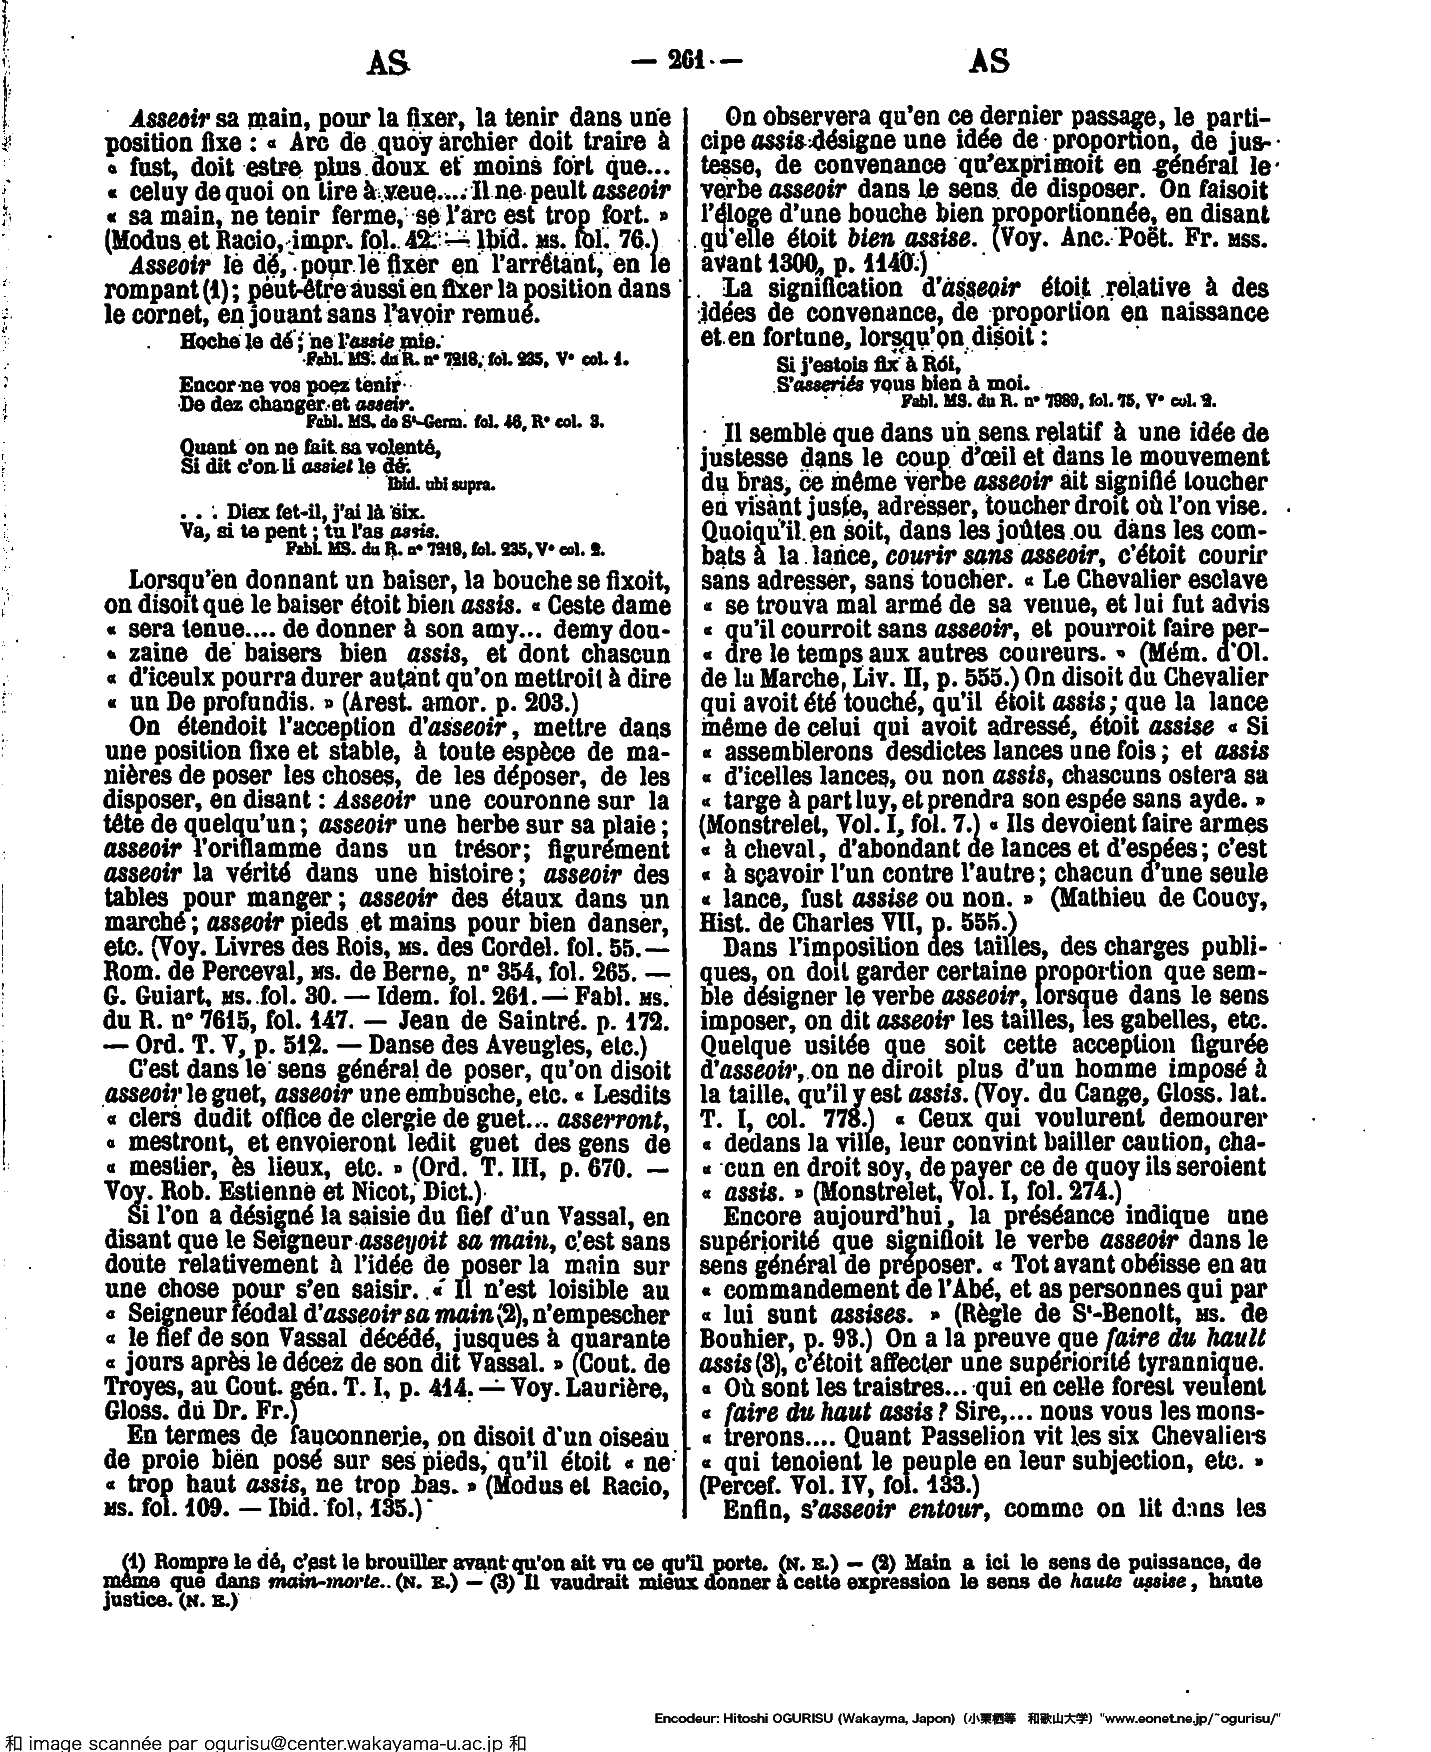 AS — 261 — AS
Asseoir sa main, pour la fixer, la tenir dans une
position fixe : « Arc de quoy archier doit traire à
« fust, doit estre plus doux et moins fort que...
« celuy de quoi on tire à veue.... Il ne peult asseoir
« sa main, ne tenir ferme, se l'arc est trop fort. »
(Modus et Racio, impr. fol. 42. — Ibid. MS. fol. 76.)
Asseoir le dé, pour le fixer en l'arrêtant, en le
rompant (1) ; peut-être aussi en fixer la position dans
le cornet, en jouant sans l'avoir remué.
Hoche le dé ; ne l'assie mie.
Fabl. MS. du R. n° 7218, fol. 235, V° col. 1.
Encor ne vos poez tenir
De dez changer et asseir.
Fabl. MS. de St-Germ. fol. 46, R° col. 3.
Quant on ne fait sa volenté,
Si dit c'on li assiet le dé.
Ibid. ubi supra.
. . . Diex fet-il, j'ai là six.
Va, si te pent ; tu l'as assis.
Fabl. MS. du R. n° 7218, fol. 235, V° col. 2.
Lorsqu'en donnant un baiser, la bouche se fixoit,
on disoit que le baiser étoit bien assis. « Ceste dame
« sera tenue.... de donner à son amy... demy dou-
« zaine de baisers bien assis, et dont chascun
« d'iceulx pourra durer autant qu'on mettroit à dire
« un De profundis. » (Arest. amor. p. 203.)
On étendoit l'acception d'asseoir, mettre dans
une position fixe et stable, à toute espèce de ma-
nières de poser les choses, de les déposer, de les
disposer, en disant : Asseoir une couronne sur la
tête de quelqu'un ; asseoir une herbe sur sa plaie ;
asseoir l'oriflamme dans un trésor; figurément
asseoir la vérité dans une histoire ; asseoir des
tables pour manger ; asseoir des étaux dans un
marché ; asseoir pieds et mains pour bien danser,
etc. (Voy. Livres des Rois, MS. des Cordel. fol. 55. —
Rom. de Perceval, MS. de Berne, n° 354, fol. 265. —
G. Guiart, MS. fol. 30. — Idem. fol. 261. — Fabl. MS.
du R. n° 7615, fol. 147. — Jean de Saintré. p. 172.
— Ord. T. V, p. 512. — Danse des Aveugles, etc.)
C'est dans le sens général de poser, qu'on disoit
asseoir le guet, asseoir une embusche, etc. « Lesdits
« clers dudit office de clergie de guet... asserront,
« mestront, et envoieront ledit guet des gens de
« mestier, ès lieux, etc. » (Ord. T. III, p. 670. —
Voy. Rob. Estienne et Nicot, Dict.)
Si l'on a désigné la saisie du fief d'un Vassal, en
disant que le Seigneur asseyoit sa main, c'est sans
doute relativement à l'idée de poser la main sur
une chose pour s'en saisir. « Il n'est loisible au
« Seigneur féodal d'asseoir sa main (2), n'empescher
« le fief de son Vassal décédé, jusques à quarante
« jours après le décez de son dit Vassal. » (Cout. de
Troyes, au Cout. gén. T. I, p. 414. — Voy. Laurière,
Gloss. du Dr. Fr.)
En termes de fauconnerie, on disoit d'un oiseau
de proie bien posé sur ses pieds, qu'il étoit « ne
« trop haut assis, ne trop bas. » (Modus et Racio,
MS. fol. 109. — Ibid. fol. 135.)
On observera qu'en ce dernier passage, le parti-
cipe assis désigne une idée de proportion, de jus-
tesse, de convenance qu'exprimoit en général le
verbe asseoir dans le sens de disposer. On faisoit
l'éloge d'une bouche bien proportionnée, en disant
qu'elle étoit bien assise. (Voy. Anc. Poët. Fr. MSS.
avant 1300, p. 1140.)
La signification d'asseoir étoit relative à des
idées de convenance, de proportion en naissance
et en fortune, lorsqu'on disoit :
Si j'estois fix à Roi,
S'asseriés vous bien à moi.
Fabl. MS. du R. n° 7989, fol. 75, V° col. 2.
Il semble que dans un sens relatif à une idée de
justesse dans le coup d'œil et dans le mouvement
du bras, ce même verbe asseoir ait signifié toucher
en visant juste, adresser, toucher droit où l'on vise.
Quoiqu'il en soit, dans les joûtes ou dans les com-
bats à la lance, courir sans asseoir, c'étoit courir
sans adresser, sans toucher. « Le Chevalier esclave
« se trouva mal armé de sa venue, et lui fut advis
« qu'il courroit sans asseoir, et pourroit faire per-
« dre le temps aux autres coureurs. » (Mém. d'Ol.
de la Marche, Liv. II, p. 555.) On disoit du Chevalier
qui avoit été touché, qu'il étoit assis ; que la lance
même de celui qui avoit adressé, étoit assise « Si
« assemblerons desdictes lances une fois ; et assis
« d'icelles lances, ou non assis, chascuns ostera sa
« targe à part luy, et prendra son espée sans ayde. »
(Monstrelet, Vol. I, fol. 7.) « Ils devoient faire armes
« à cheval, d'abondant de lances et d'espées ; c'est
« à sçavoir l'un contre l'autre ; chacun d'une seule
« lance, fust assise ou non. » (Mathieu de Coucy,
Hist. de Charles VII, p. 555.)
Dans l'imposition des tailles, des charges publi-
ques, on doit garder certaine proportion que sem-
ble désigner le verbe asseoir, lorsque dans le sens
imposer, on dit asseoir les tailles, les gabelles, etc.
Quelque usitée que soit cette acception figurée
d'asseoir, on ne diroit plus d'un homme imposé à
la taille, qu'il y est assis. (Voy. du Cange, Gloss. lat.
T. I, col. 778.) « Ceux qui voulurent demourer
« dedans la ville, leur convint bailler caution, cha-
« cun en droit soy, de payer ce de quoy ils seroient
« assis. » (Monstrelet, Vol. I, fol. 274.)
Encore aujourd'hui, la préséance indique une
supériorité que signifioit le verbe asseoir dans le
sens général de préposer. « Tot avant obéisse en au
« commandement de l'Abé, et as personnes qui par
« lui sunt assises. » (Règle de St-Benoît, MS. de
Bouhier, p. 93.) On a la preuve que faire du hault
assis (3), c'étoit affecter une supériorité tyrannique.
« Où sont les traistres... qui en celle forest veulent
« faire du haut assis ? Sire,... nous vous les mons-
« trerons.... Quant Passelion vit les six Chevaliers
« qui tenoient le peuple en leur subjection, etc. »
(Percef. Vol. IV, fol. 133.)
Enfin, s'asseoir entour, comme on lit dans les
(1) Rompre le dé, c'est le brouiller avant qu'on ait vu ce qu'il porte. (N. E.) — (2) Main a ici le sens de puissance, de
même que dans main-morte. (N. E.) — (3) Il vaudrait mieux donner à cette expression le sens de haute assise, haute
justice. (N. E.)
Encodeur: Hitoshi OGURISU (Wakayma, Japon) (小栗栖等 和歌山大学) "www.eonet.ne.jp/~ogurisu/"
和 image scannée par ogurisu@center.wakayama-u.ac.jp 和